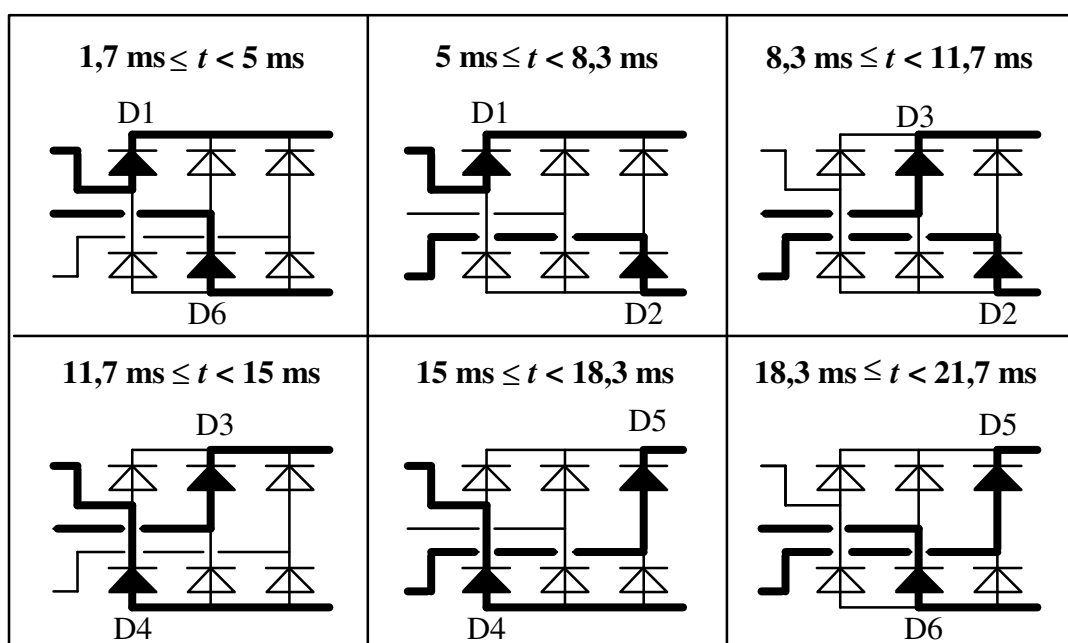 1,7 ms ≤ t < 5 ms
D1
D6
5 ms ≤ t < 8,3 ms
D1
D2
8,3 ms ≤ t < 11,7 ms
D3
D2
11,7 ms ≤ t < 15 ms
D3
D4
15 ms ≤ t < 18,3 ms
D5
D4
18,3 ms ≤ t < 21,7 ms
D5
D6